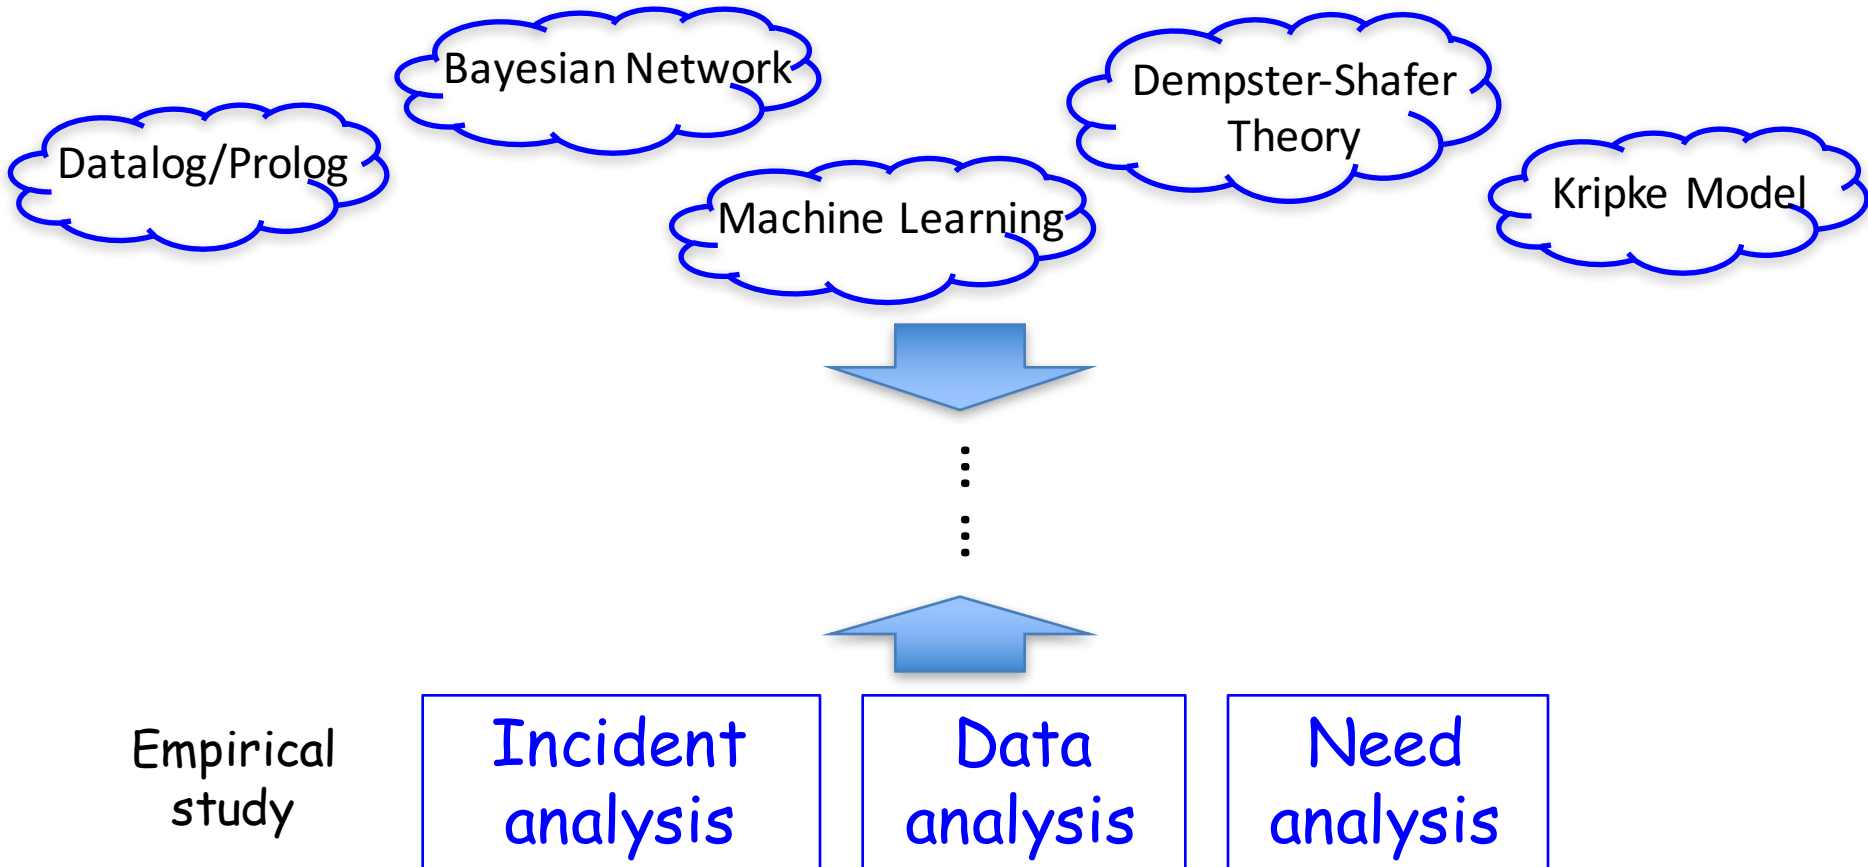 Bayesian Network
Dempster-Shafer
Theory
Datalog/Prolog
Machine Learning
Kripke Model
Empirical
study
Incident
analysis
Data
analysis
Need
analysis